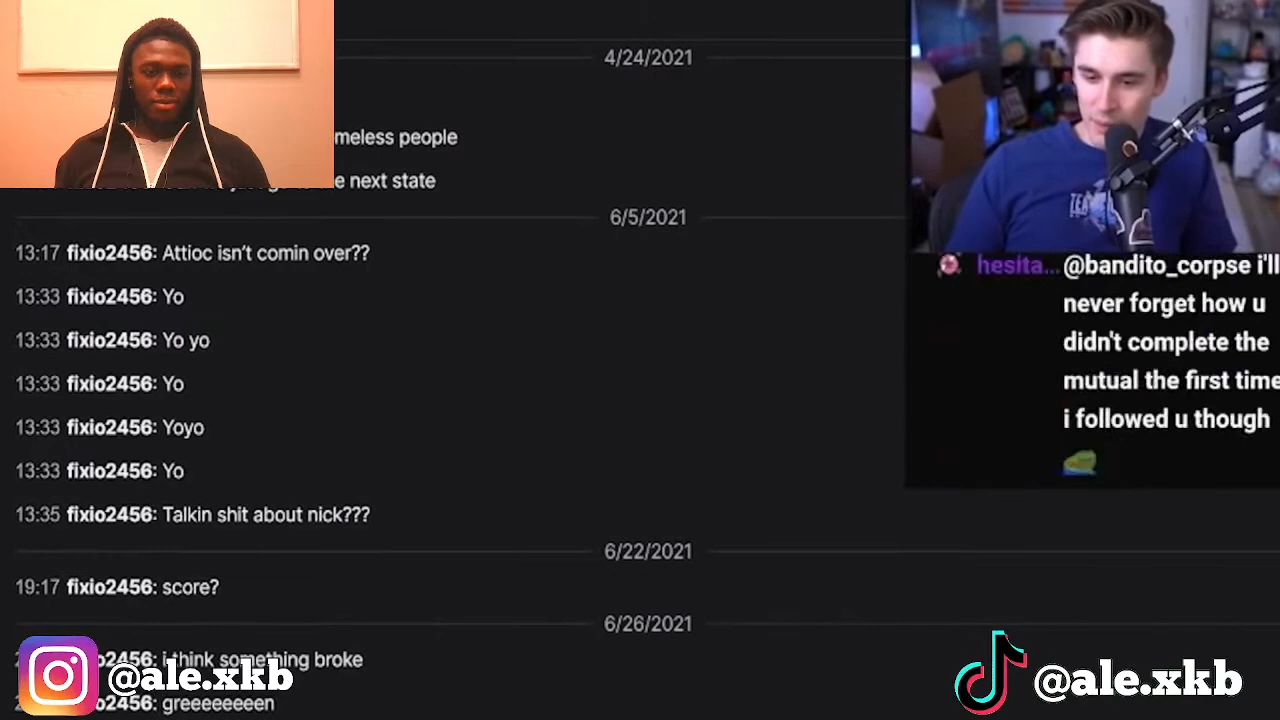 4/24/2021
meless people
e next state
6/5/2021
13:17 fixio2456: Attioc isn't comin over??
13:33 fixio2456: Yo
13:33 fixio2456: Yo yo
13:33 fixio2456: Yo
13:33 fixio2456: Yoyo
13:33 fixio2456: Yo
13:35 fixio2456: Talkin shit about nick???
6/22/2021
19:17 fixio2456: score?
6/26/2021
i think something broke
greeeeeeeen
hesita... @bandito_corpse i'll
never forget how u
didn't complete the
mutual the first time
i followed u though
@ale.xkb
@ale.xkb